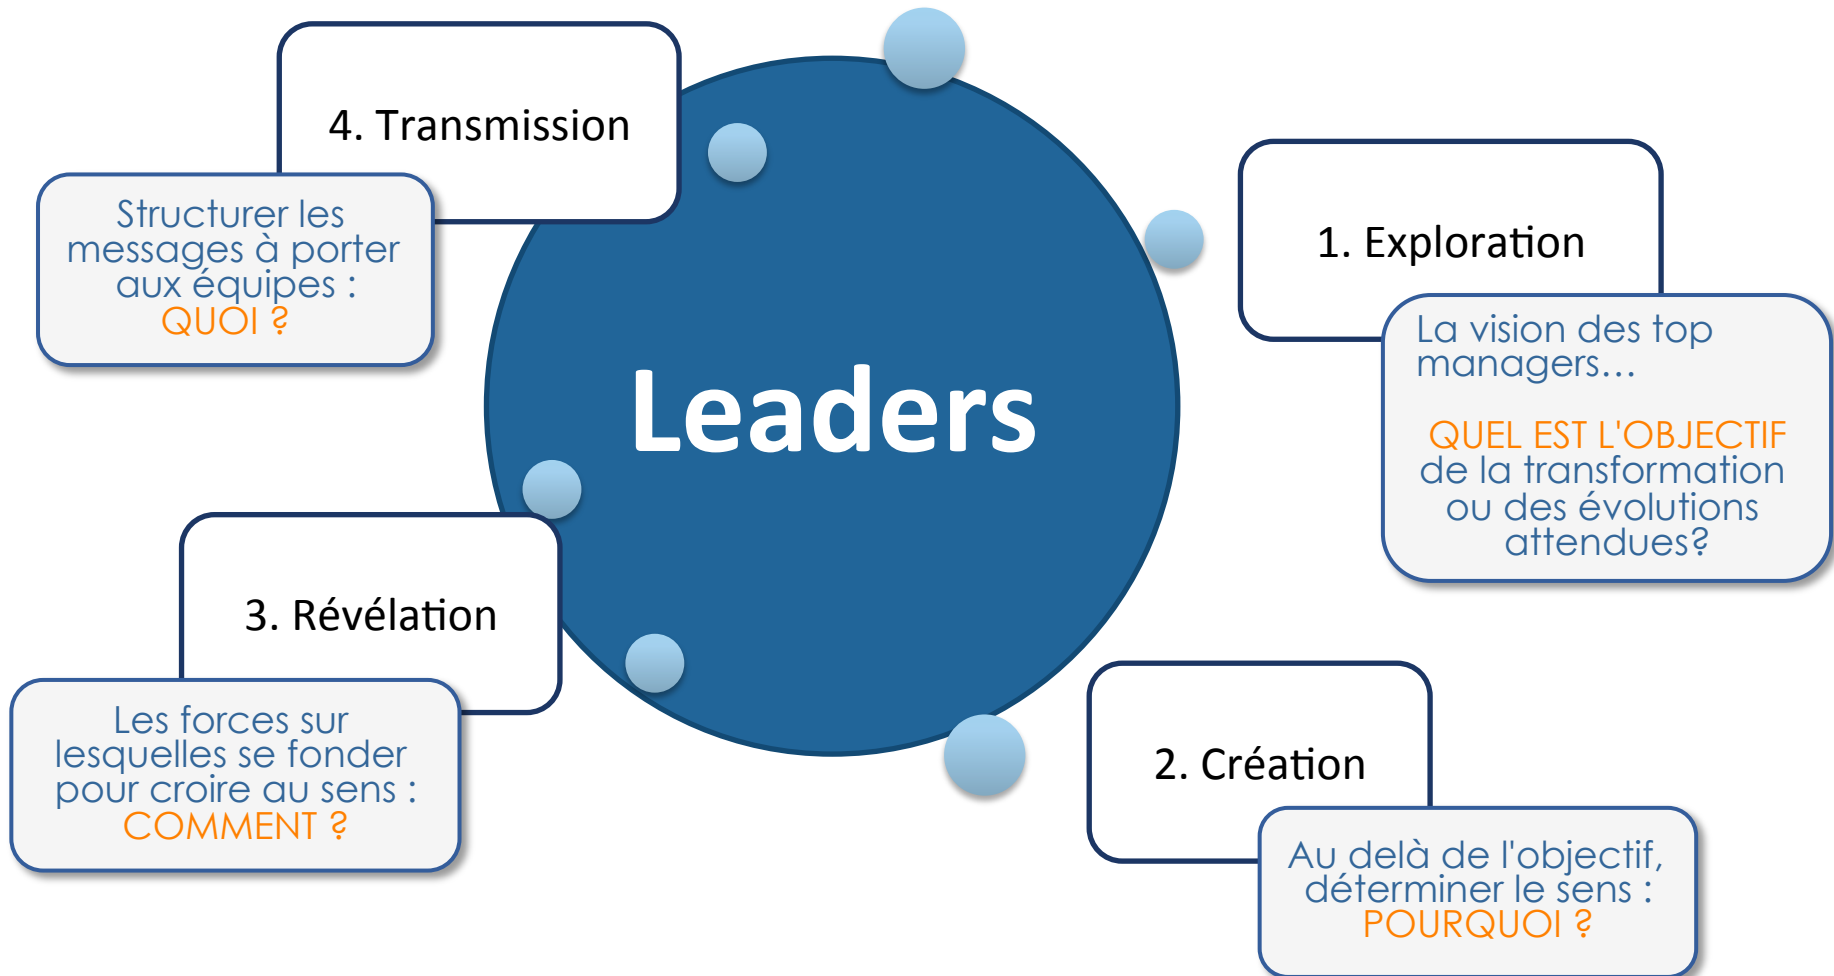 4. Transmission
Structurer les
messages à porter
aux équipes :
QUOI ?
1. Exploration
La vision des top
managers…
QUEL EST L'OBJECTIF
de la transformation
ou des évolutions
attendues?
Leaders
3. Révélation
Les forces sur
lesquelles se fonder
pour croire au sens :
COMMENT ?
2. Création
Au delà de l'objectif,
déterminer le sens :
POURQUOI ?